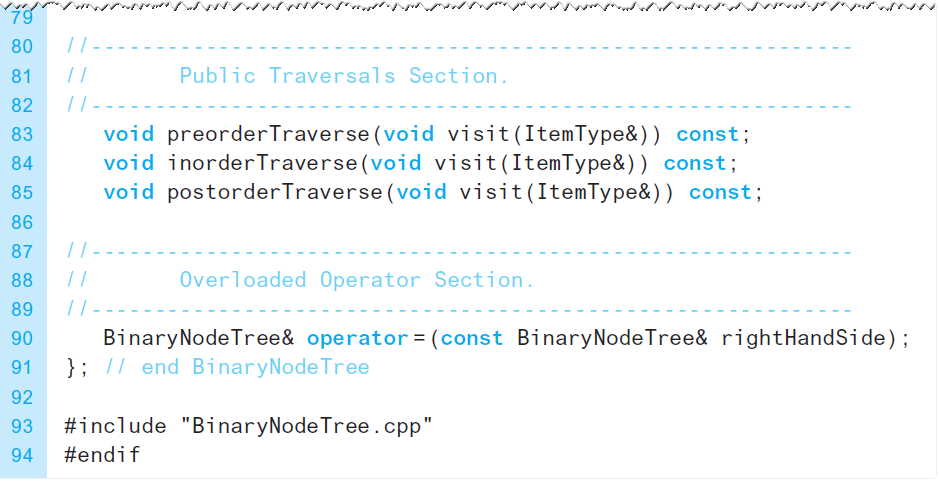 79
80 //------------------------------------------------------------
81 // Public Traversals Section.
82 //------------------------------------------------------------
83 void preorderTraverse(void visit(ItemType&)) const;
84 void inorderTraverse(void visit(ItemType&)) const;
85 void postorderTraverse(void visit(ItemType&)) const;
86
87 //------------------------------------------------------------
88 // Overloaded Operator Section.
89 //------------------------------------------------------------
90 BinaryNodeTree& operator=(const BinaryNodeTree& rightHandSide);
91 }; // end BinaryNodeTree
92
93 #include "BinaryNodeTree.cpp"
94 #endif